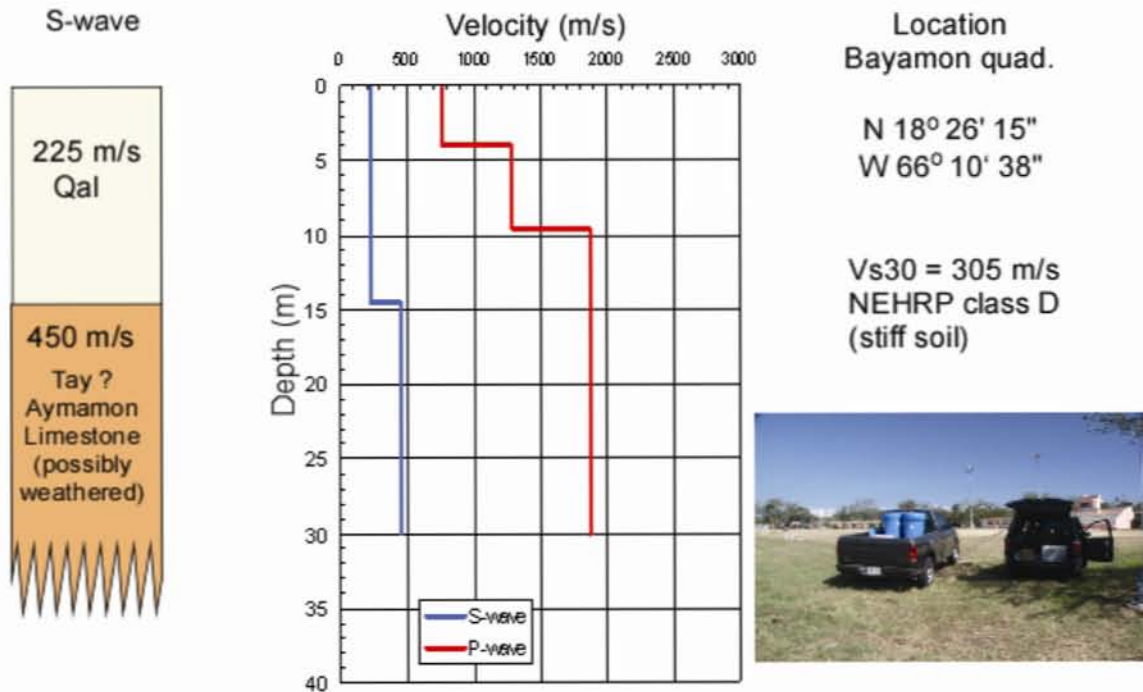 S-wave
225 m/s
Qal
450 m/s
Tay ?
Aymamon
Limestone
(possibly
weathered)
Velocity (m/s)
0 500 1000 1500 2000 2500 3000
Depth (m)
0
5
10
15
20
25
30
35
40
S-wave
P-wave
Location
Bayamon quad.
N 18º 26' 15"
W 66º 10' 38"
Vs30 = 305 m/s
NEHRP class D
(stiff soil)